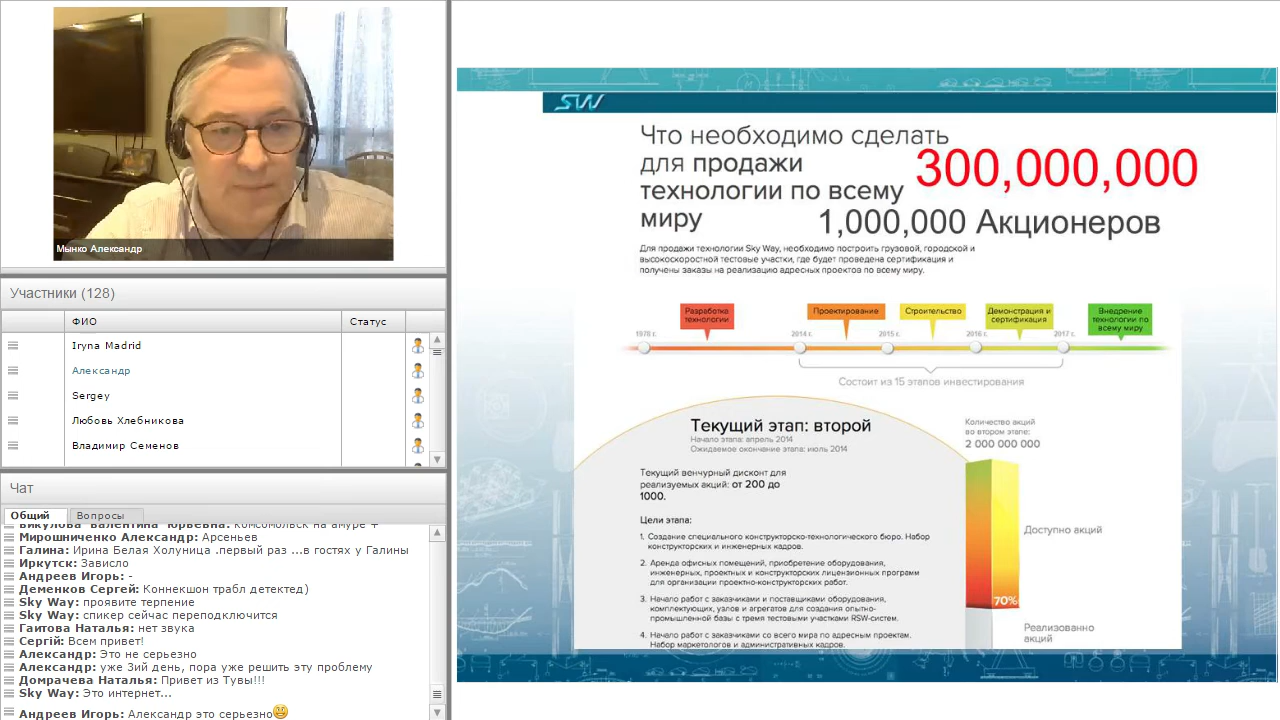 Мынко Александр
Участники (128)
ФИО
Статус
Iryna Madrid
Александр
Sergey
Любовь Хлебникова
Владимир Семенов
Чат
Общий
Вопросы
Викулова Валентина Юрьевна: Комсомольск на амуре +
Мирошниченко Александр: Арсеньев
Галина: Ирина Белая Холуница .первый раз ...в гостях у Галины
Иркутск: Зависло
Андреев Игорь: -
Деменков Сергей: Коннекшон трабл детектед)
Sky Way: проявите терпение
Sky Way: спикер сейчас переподключится
Гаитова Наталья: нет звука
Сергій: Всем привет!
Александр: Это не серьезно
Александр: уже 3ий день, пора уже решить эту проблему
Домрачева Наталья: Привет из Тувы!!!
Sky Way: Это интернет...
Андреев Игорь: Александр это серьезно
SW
Что необходимо сделать
для продажи
технологии по всему
миру
300,000,000
1,000,000 Акционеров
Для продажи технологии Sky Way, необходимо построить грузовой, городской и
высокоскоростной тестовые участки, где будет проведена сертификация и
получены заказы на реализацию адресных проектов по всему миру.
Разработка
технологии
Проектирование
Строительство
Демонстрация и
сертификация
Внедрение
технологии по
всему миру
1978 г.
2014 г.
2015 г.
2016 г.
2017 г.
Состоит из 15 этапов инвестирования
Текущий этап: второй
Начало этапа: апрель 2014
Ожидаемое окончание этапа: июль 2014
Текущий венчурный дисконт для
реализуемых акций: от 200 до
1000.
Цели этапа:
1. Создание специального конструкторско-технологического бюро. Набор
конструкторских и инженерных кадров.
2. Аренда офисных помещений, приобретение оборудования,
инженерных, проектных и конструкторских лицензионных программ
для организации проектно-конструкторских работ.
3. Начало работ с заказчиками и поставщиками оборудования,
комплектующих, узлов и агрегатов для создания опытно-
промышленной базы с тремя тестовыми участками RSW-систем.
4. Начало работ с заказчиками со всего мира по адресным проектам.
Набор маркетологов и административных кадров.
Количество акций
во втором этапе:
2 000 000 000
Доступно акций
70%
Реализованно
акций